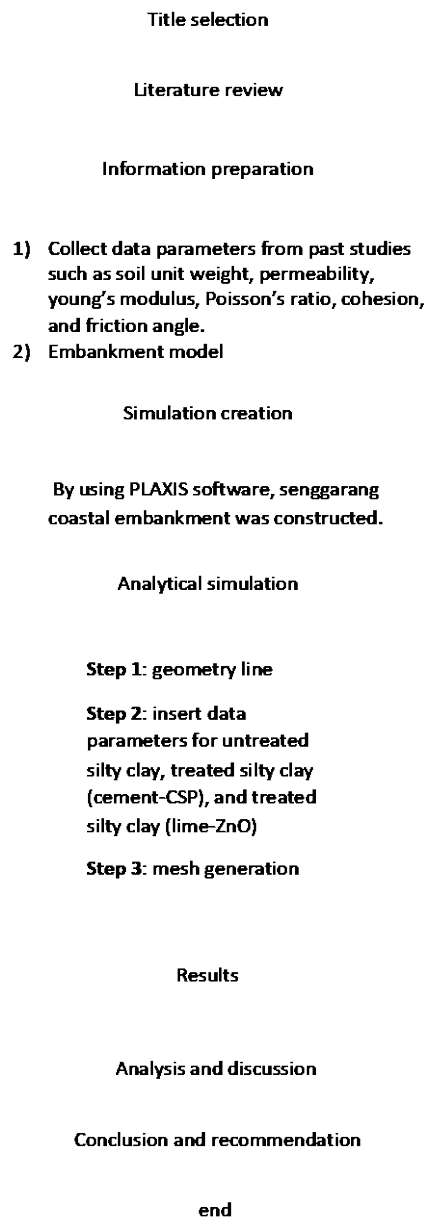 Title selection
Literature review
Information preparation
1) Collect data parameters from past studies
such as soil unit weight, permeability,
young's modulus, Poisson's ratio, cohesion,
and friction angle.
2) Embankment model
Simulation creation
By using PLAXIS software, senggarang
coastal embankment was constructed.
Analytical simulation
Step 1: geometry line
Step 2: insert data
parameters for untreated
silty clay, treated silty clay
(cement-CSP), and treated
silty clay (lime-ZnO)
Step 3: mesh generation
Results
Analysis and discussion
Conclusion and recommendation
end